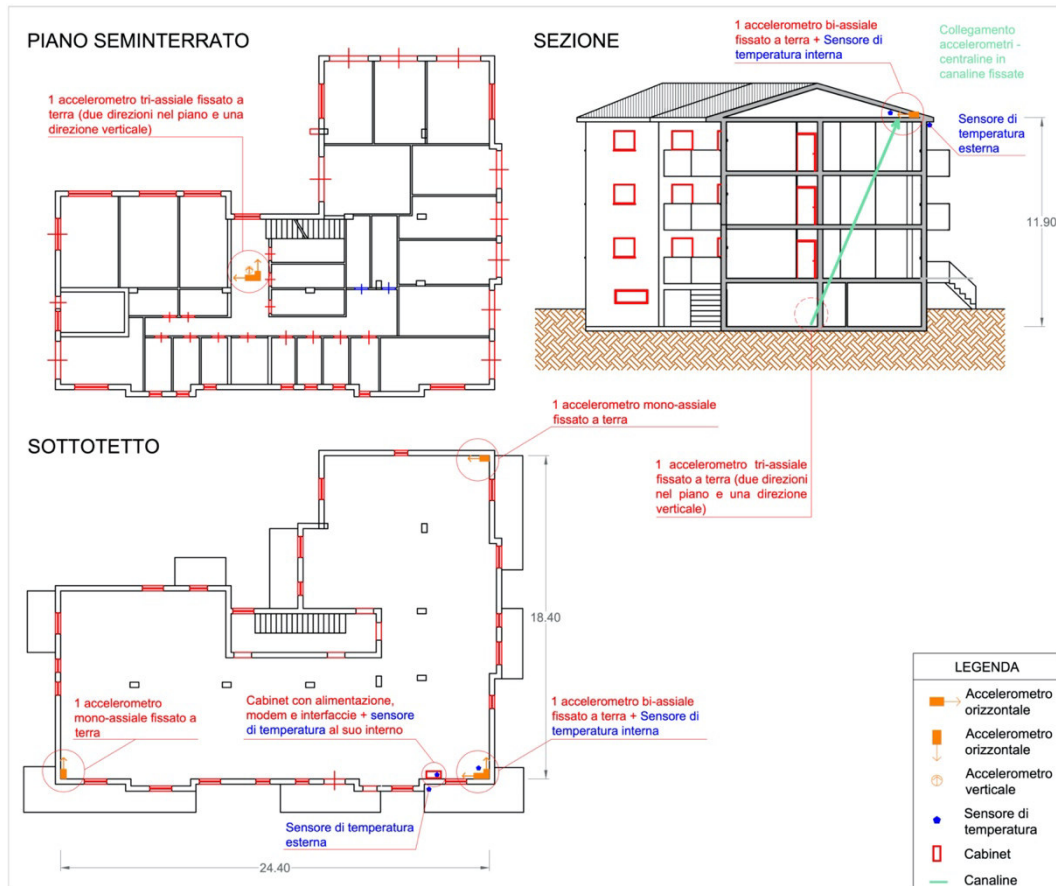 PIANO SEMINTERRATO
1 accelerometro tri-assiale fissato a
terra (due direzioni nel piano e una
direzione verticale)
SEZIONE
1 accelerometro bi-assiale
fissato a terra + Sensore di
temperatura interna
Collegamento
accelerometri -
centraline in
canaline fissate
Sensore di
temperatura
esterna
11.90
1 accelerometro mono-assiale
fissato a terra
1 accelerometro tri-assiale
fissato a terra (due direzioni
nel piano e una direzione
verticale)
SOTTOTETTO
18.40
1 accelerometro
mono-assiale fissato a
terra
Cabinet con alimentazione,
modem e interfaccie + sensore
di temperatura al suo interno
1 accelerometro bi-assiale
fissato a terra + Sensore di
temperatura interna
Sensore di temperatura
esterna
24.40
LEGENDA
Accelerometro
orizzontale
Accelerometro
orizzontale
Accelerometro
verticale
Sensore di
temperatura
Cabinet
Canaline